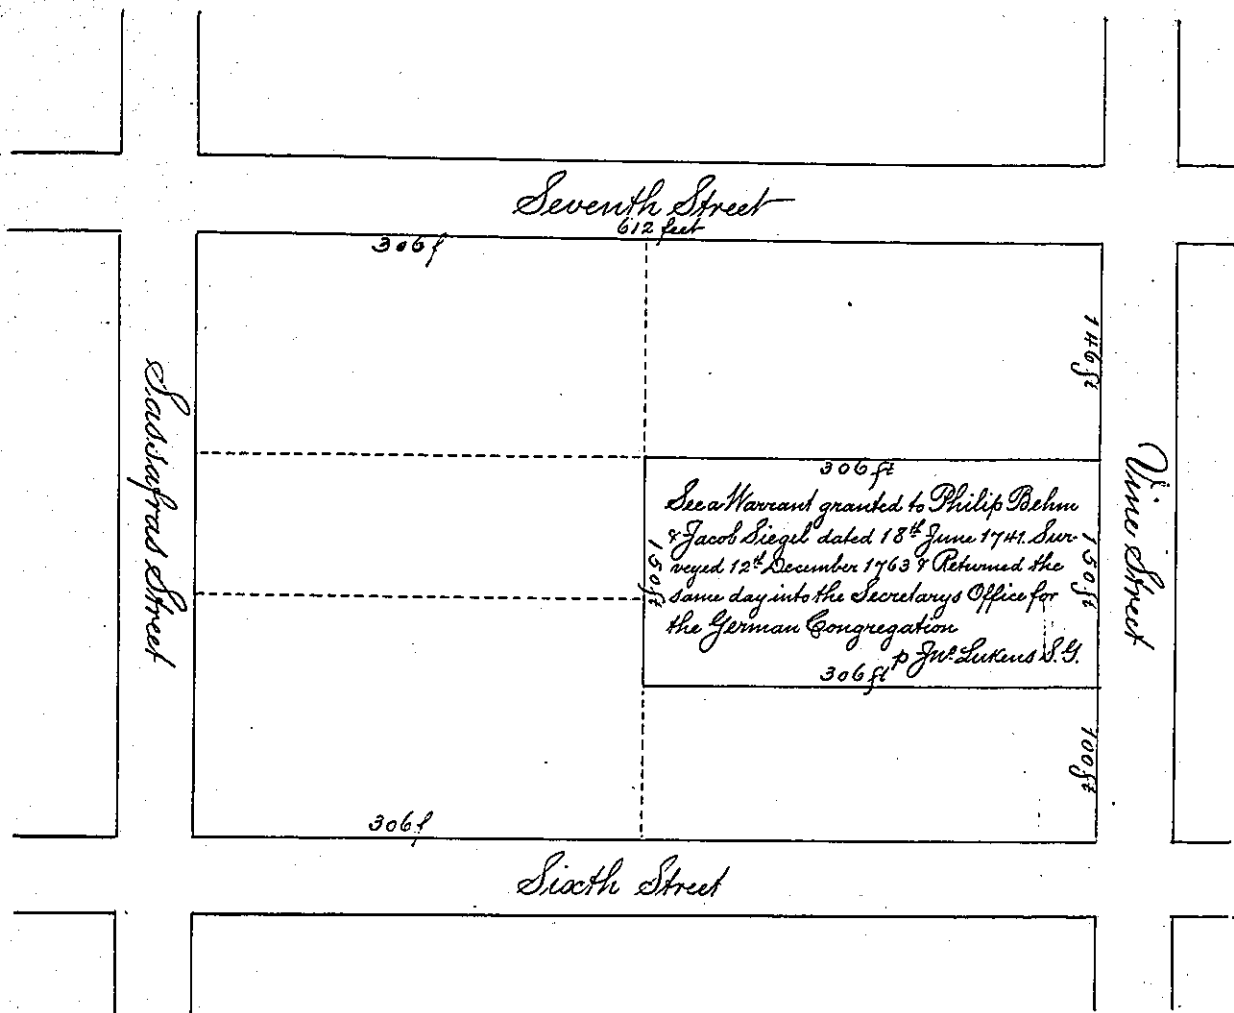 Seventh Street
612 feet
306 f
146 ft
Sassafras Street
Vine Street
306 ft
See a Warrant granted to Philip Behm
& Jacob Siegel dated 18th June 1741. Sur-
veyed 12th December 1763 & Returned the
same day into the Secretarys Office for
the German Congregation
p Jno. Lukens S.G.
150 ft
150 ft
306 ft
100 ft
306 f
Sixth Street